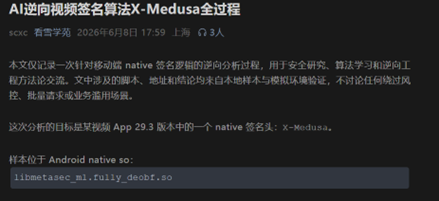 AI逆向视频签名算法X-Medusa全过程
scxc 看雪学苑 2026年6月8日 17:59 上海 3人
本文仅记录一次针对移动端 native 签名逻辑的逆向分析过程，用于安全研究、算法学习和逆向工
程方法论交流。文中涉及的脚本、地址和结论均来自本地样本与模拟环境验证，不讨论任何绕过风
控、批量请求或业务滥用场景。
这次分析的目标是某视频 App 29.3 版本中的一个 native 签名头：X-Medusa。
样本位于 Android native so：
libmetasec_ml.fully_deobf.so